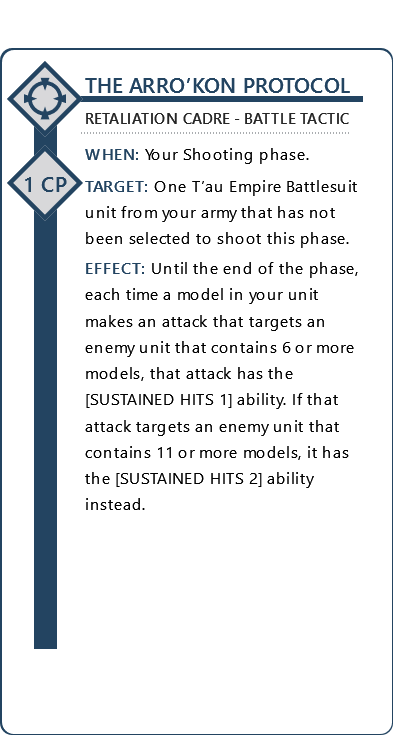 THE ARRO‘KON PROTOCOL
RETALIATION CADRE - BATTLE TACTIC
WHEN: Your Shooting phase.
1 CP
TARGET: One T’au Empire Battlesuit
unit from your army that has not
been selected to shoot this phase.
EFFECT: Until the end of the phase,
each time a model in your unit
makes an attack that targets an
enemy unit that contains 6 or more
models, that attack has the
[SUSTAINED HITS 1] ability. If that
attack targets an enemy unit that
contains 11 or more models, it has
the [SUSTAINED HITS 2] ability
instead.